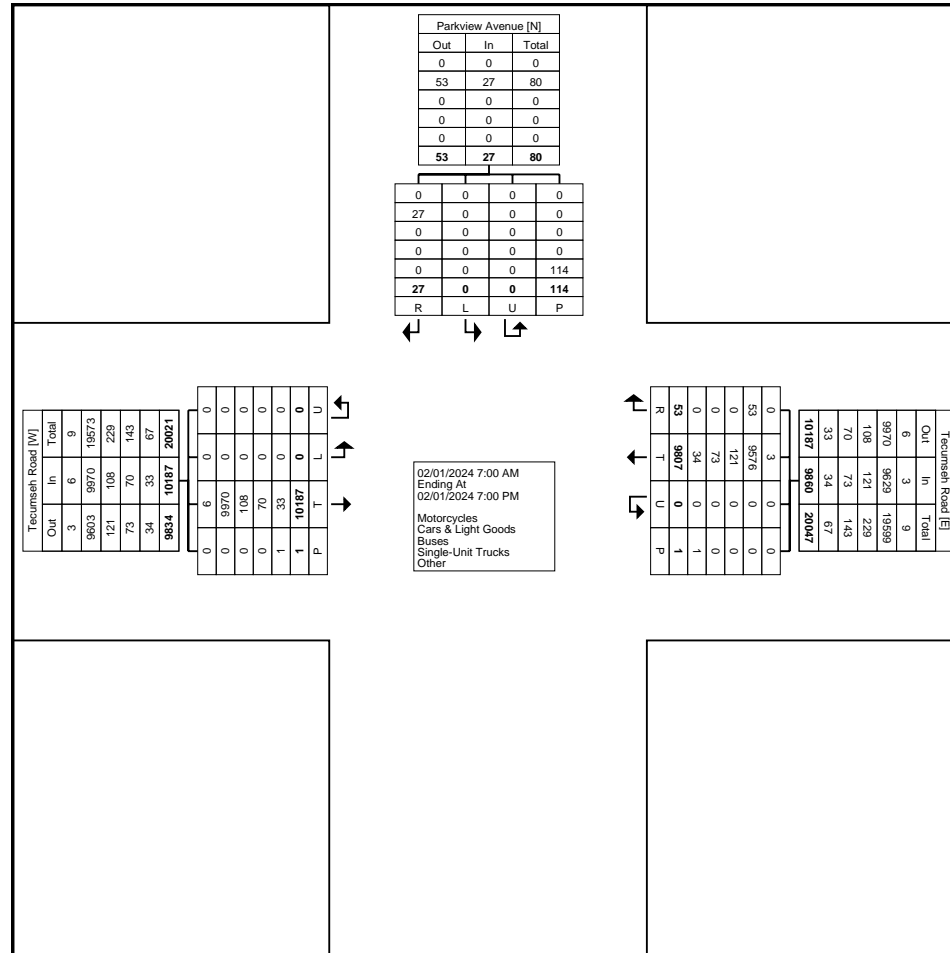 Parkview Avenue [N]
Out In Total
0 0 0
53 27 80
0 0 0
0 0 0
0 0 0
53 27 80
0 0 0 0
27 0 0 0
0 0 0 0
0 0 0 0
0 0 0 114
27 0 0 114
R L U P
Tecumseh Road [W]
Total 9 19573 229 143 67 20021
In 6 9970 108 70 33 10187
Out 3 9603 121 73 34 9834
0 0 0 0 0 0 U
0 0 0 0 0 0 L
6 9970 108 70 33 10187 T
0 0 0 0 1 1 P
02/01/2024 7:00 AM
Ending At
02/01/2024 7:00 PM
Motorcycles
Cars & Light Goods
Buses
Single-Unit Trucks
Other
R 53 0 0 0 53 0
T 9807 34 73 121 9576 3
U 0 0 0 0 0 0
P 1 1 0 0 0 0
Tecumseh Road [E]
Out In Total
6 3 9
9970 9629 19599
108 121 229
70 73 143
33 34 67
10187 9860 20047